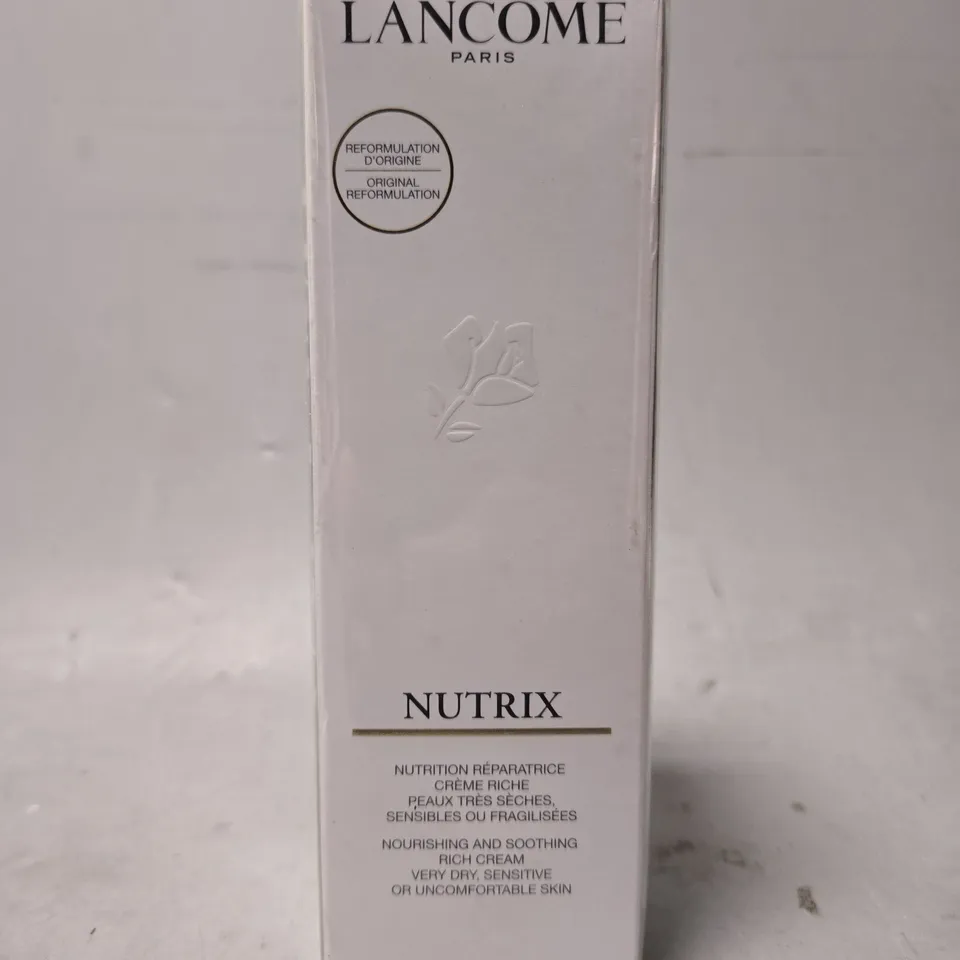 LANCOME
PARIS
REFORMULATION
D'ORIGINE
ORIGINAL
REFORMULATION
NUTRIX
NUTRITION RÉPARATRICE
CRÈME RICHE
PEAUX TRÈS SÈCHES,
SENSIBLES OU FRAGILISÉES
NOURISHING AND SOOTHING
RICH CREAM
VERY DRY, SENSITIVE
OR UNCOMFORTABLE SKIN